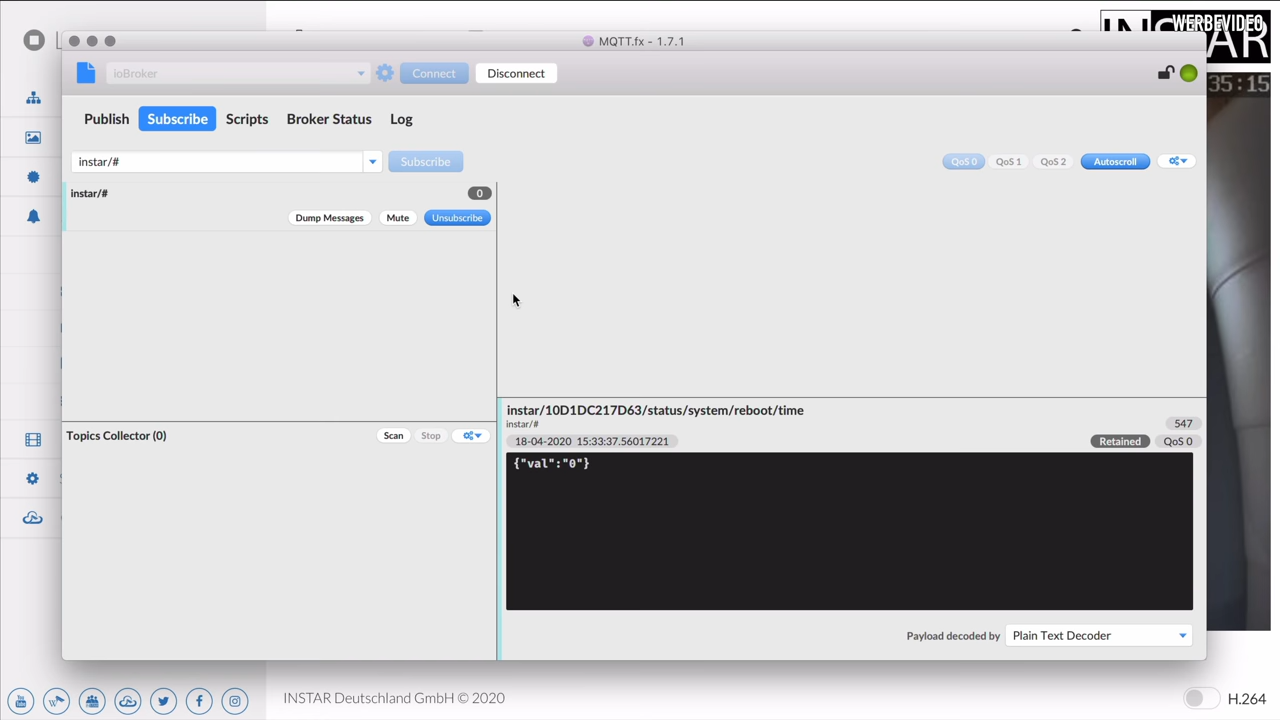 WERBEVIDEO
INSTAR
MQTT.fx - 1.7.1
ioBroker
Connect
Disconnect
35:15
Publish
Subscribe
Scripts
Broker Status
Log
instar/#
Subscribe
QoS 0
QoS 1
QoS 2
Autoscroll
instar/#
0
Dump Messages
Mute
Unsubscribe
instar/10D1DC217D63/status/system/reboot/time
instar/#
547
18-04-2020 15:33:37.56017221
Retained
QoS 0
{"val":"0"}
Topics Collector (0)
Scan
Stop
Payload decoded by
Plain Text Decoder
INSTAR Deutschland GmbH © 2020
H.264